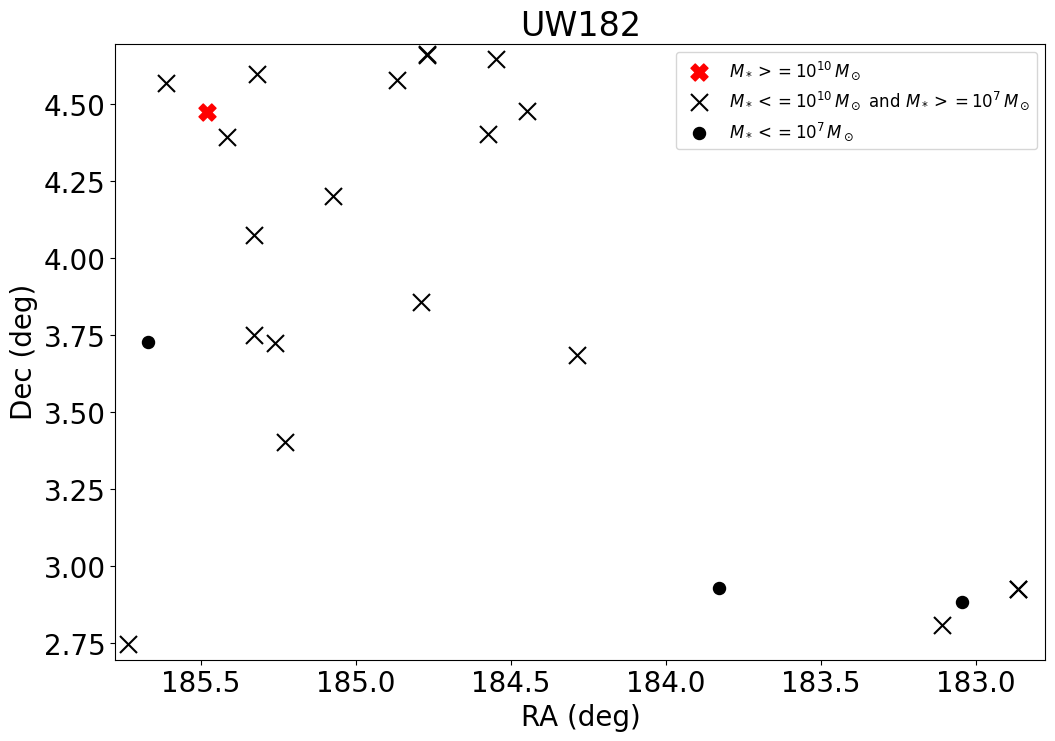 UW182
M* >= 10^10 M⊙
M* <= 10^10 M⊙ and M* >= 10^7 M⊙
M* <= 10^7 M⊙
Dec (deg)
4.50
4.25
4.00
3.75
3.50
3.25
3.00
2.75
185.5 185.0 184.5 184.0 183.5 183.0
RA (deg)